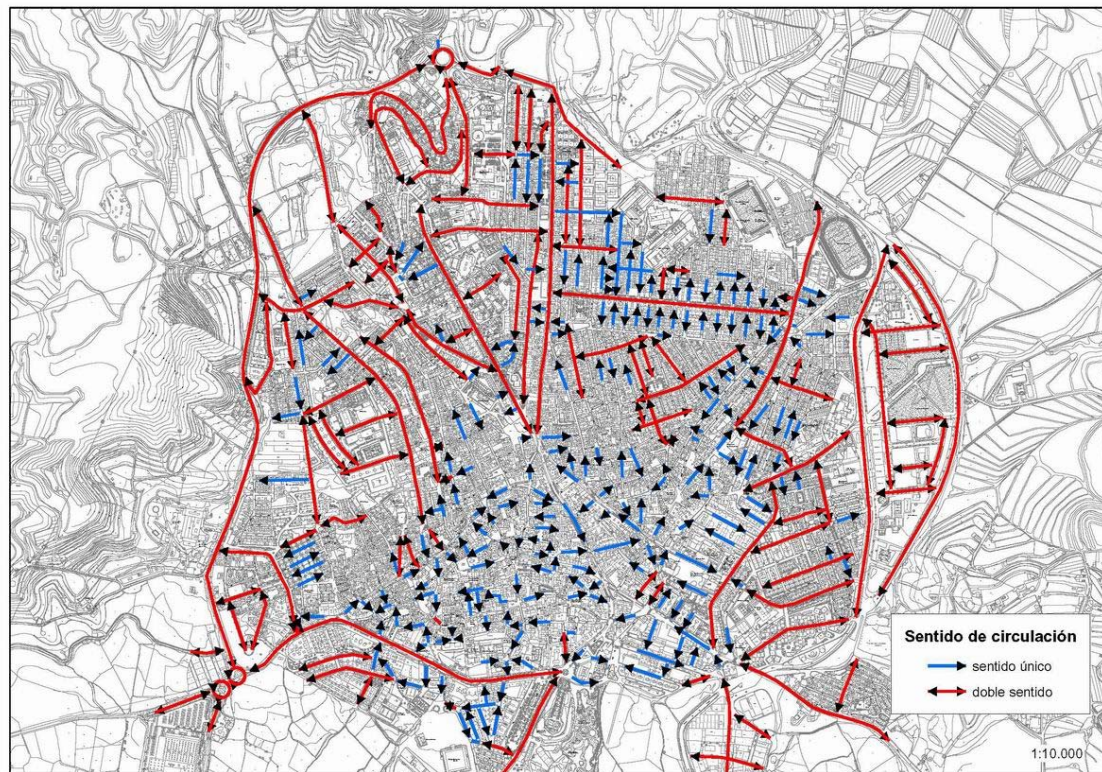 Sentido de circulación
sentido único
doble sentido
1:10.000